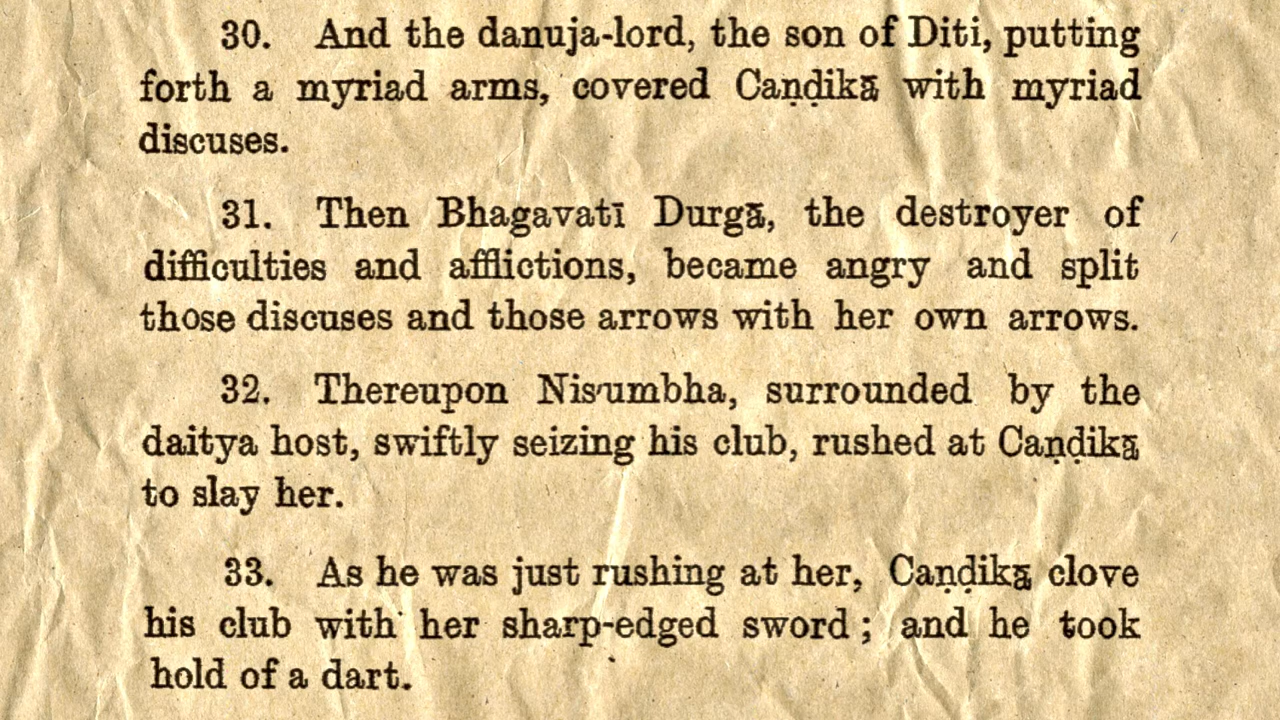 30. And the danuja-lord, the son of Diti, putting
forth a myriad arms, covered Caṇḍikā with myriad
discuses.
31. Then Bhagavatī Durgā, the destroyer of
difficulties and afflictions, became angry and split
those discuses and those arrows with her own arrows.
32. Thereupon Nis'umbha, surrounded by the
daitya host, swiftly seizing his club, rushed at Caṇḍikā
to slay her.
33. As he was just rushing at her, Caṇḍikā clove
his club with her sharp-edged sword ; and he took
hold of a dart.